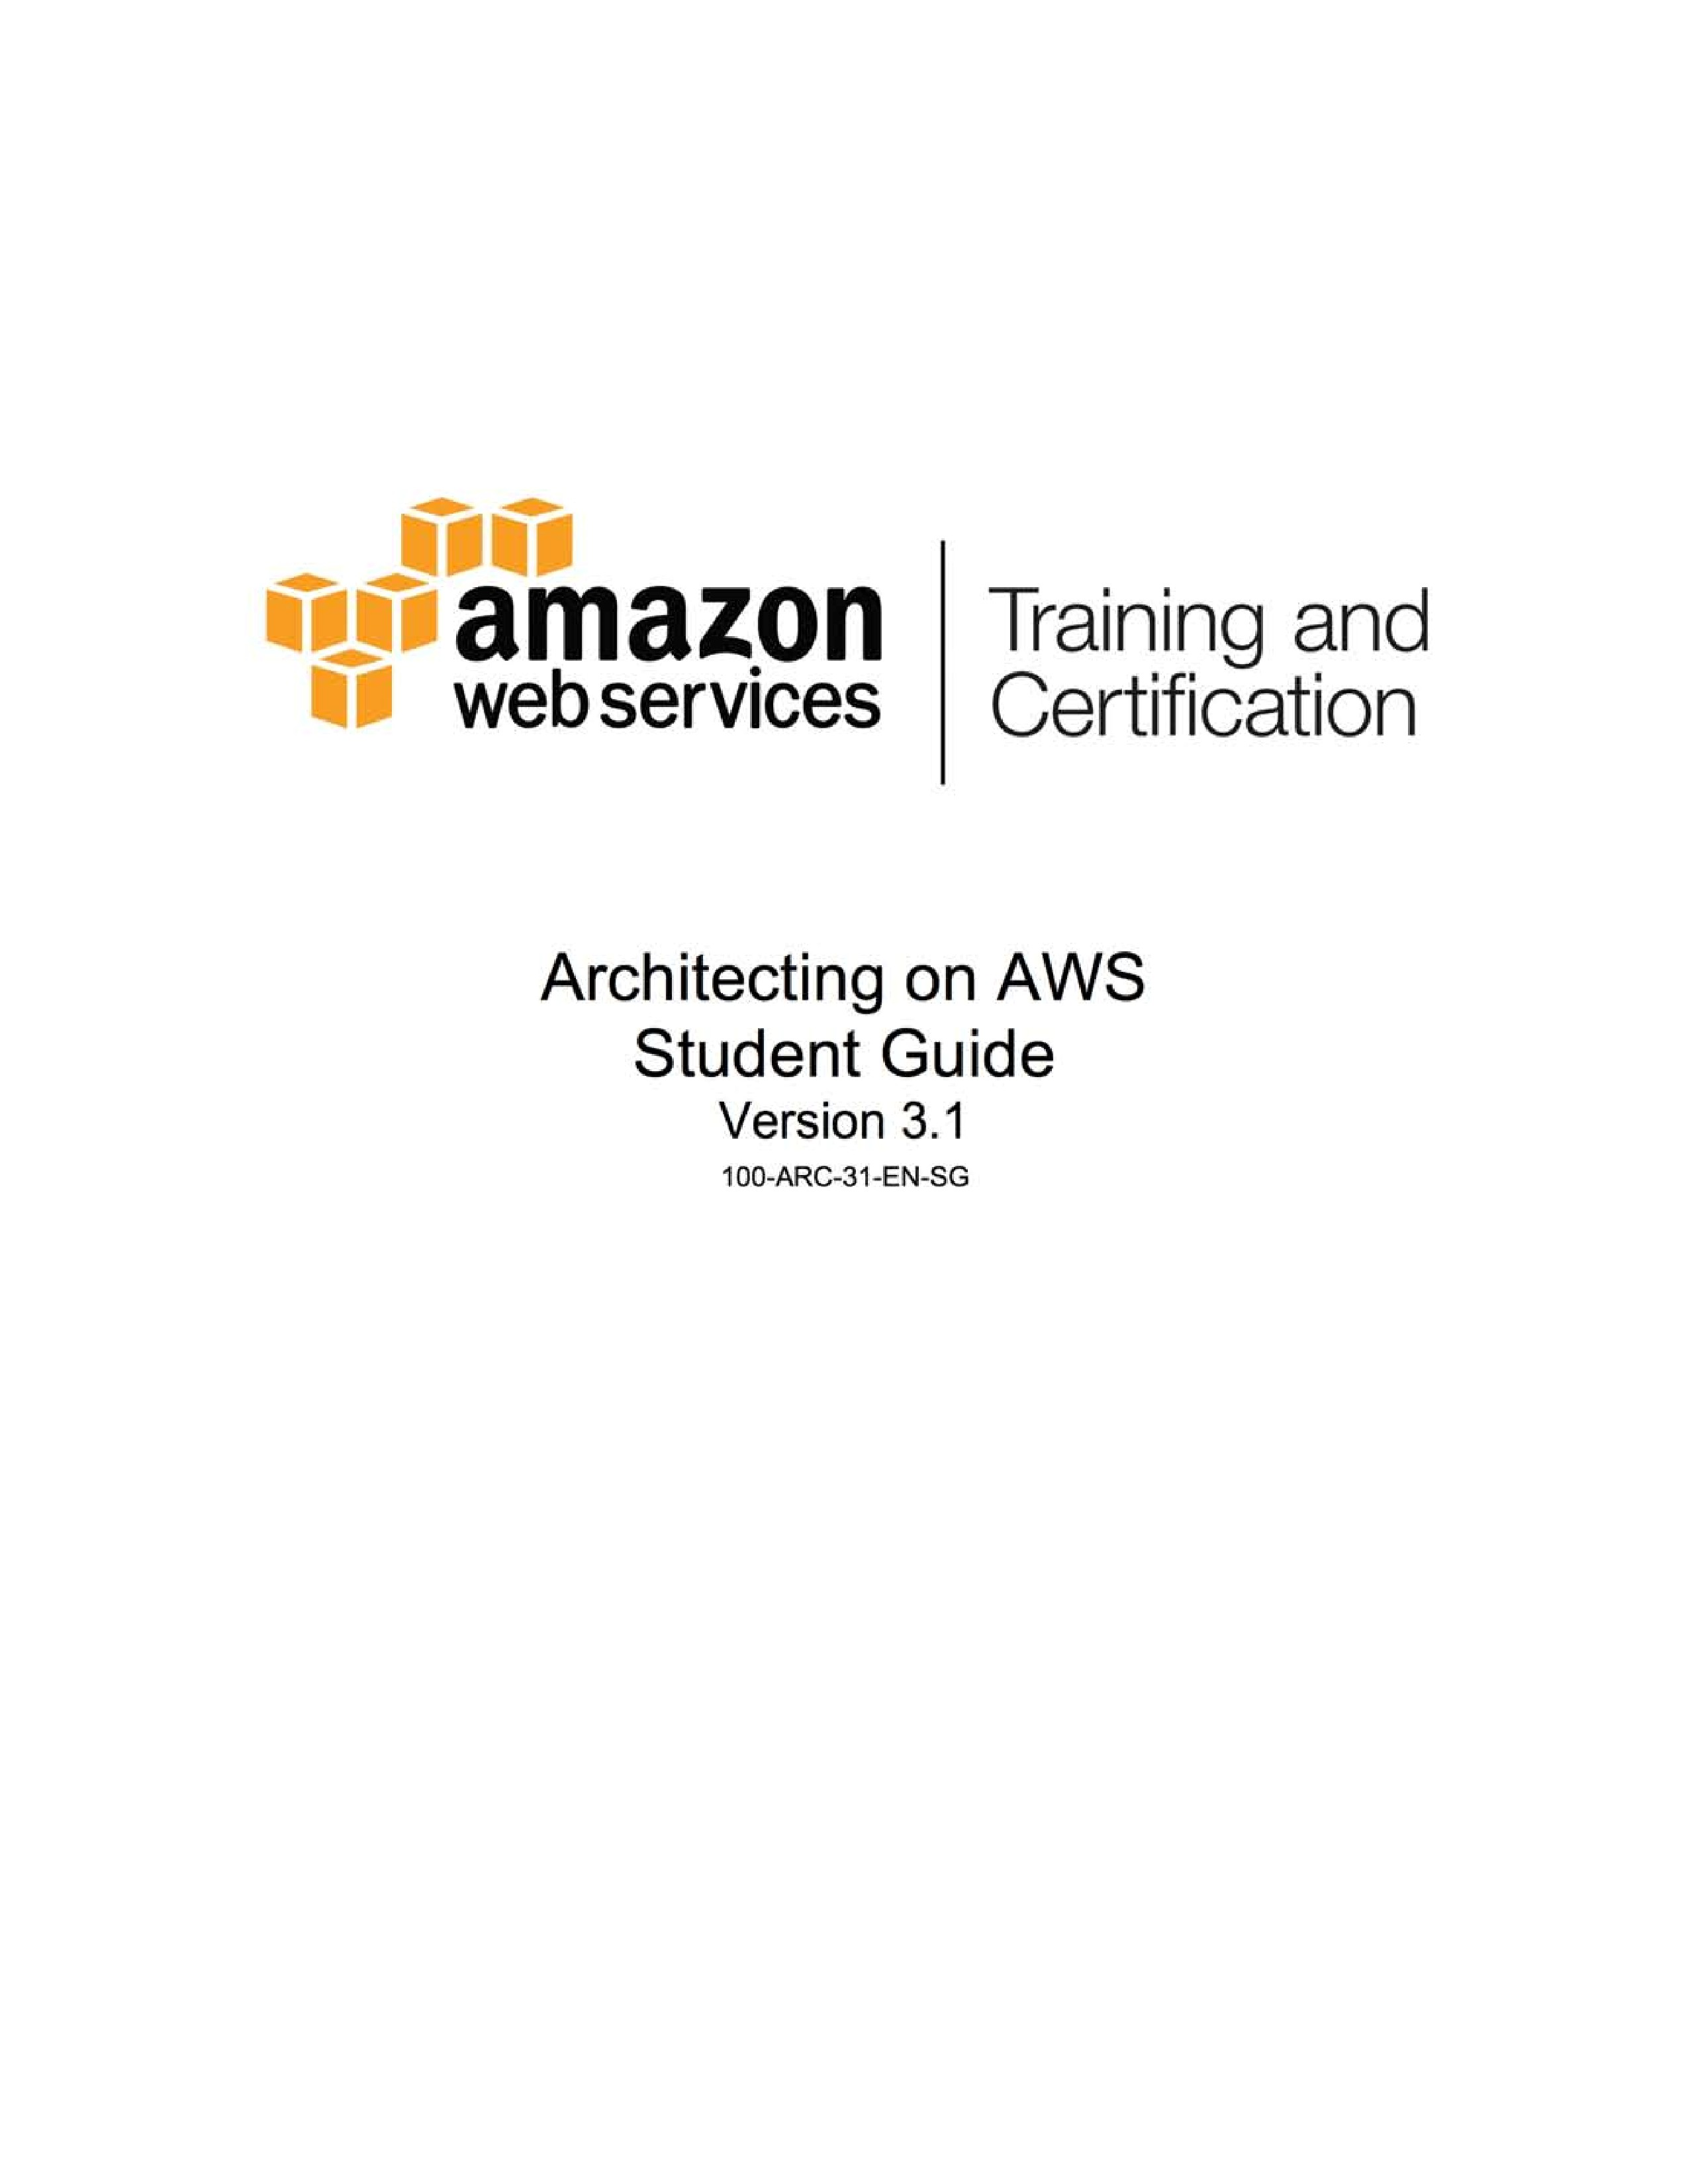 amazon
web services
Training and
Certification
Architecting on AWS
Student Guide
Version 3.1
100-ARC-31-EN-SG